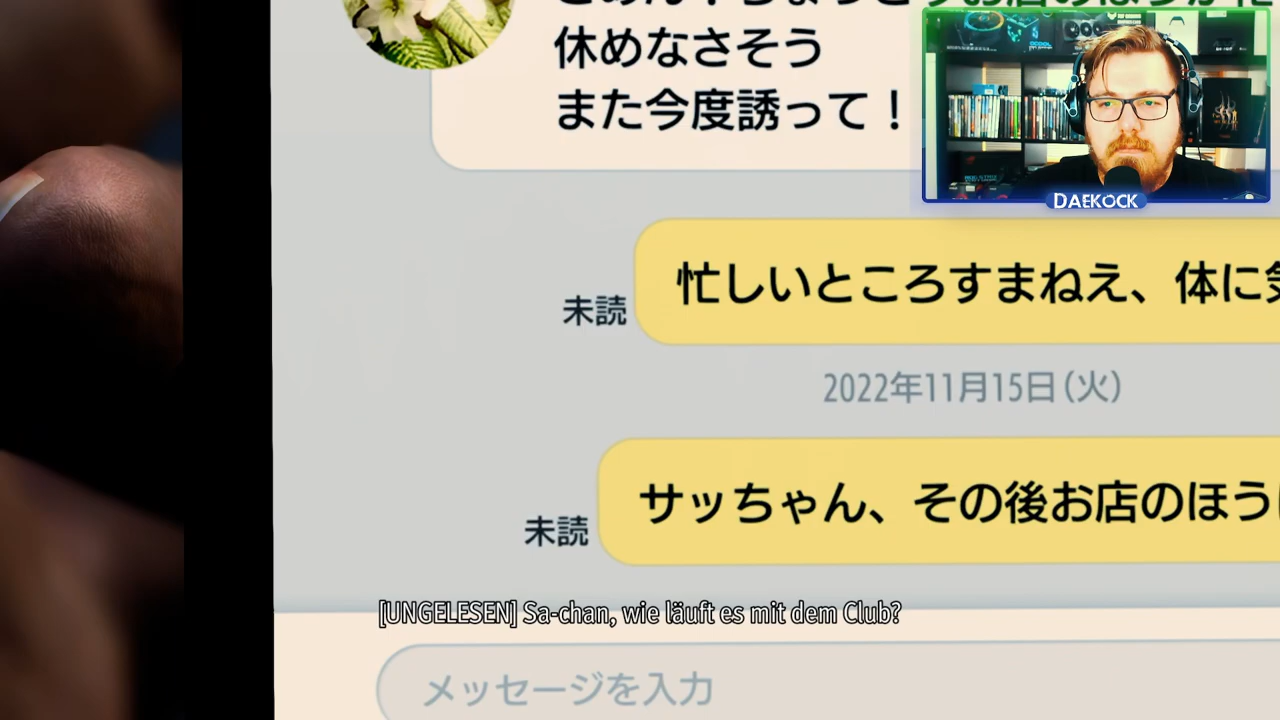 休めなさそう
また今度誘って！
DAEKOCK
忙しいところすまねえ、体に気
未読
2022年11月15日(火)
サッちゃん、その後お店のほう
未読
[UNGELESEN] Sa-chan, wie läuft es mit dem Club?
メッセージを入力